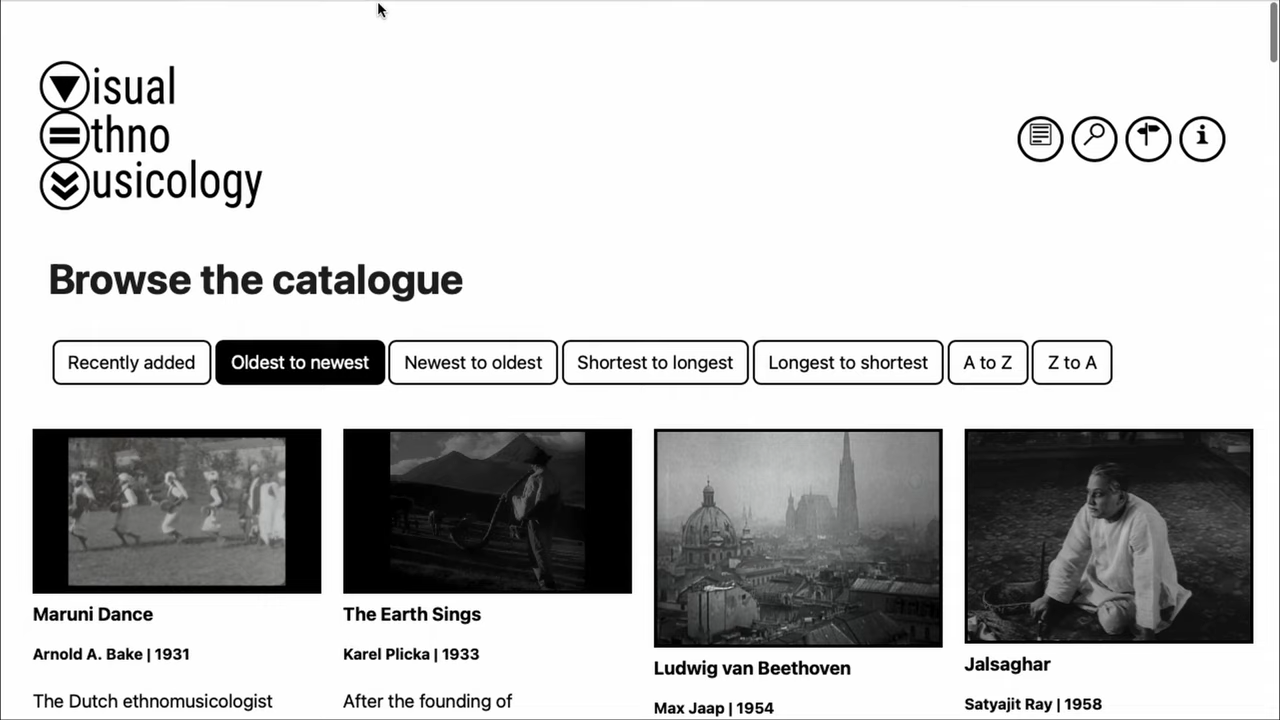 isual
thno
usicology
i
Browse the catalogue
Recently added
Oldest to newest
Newest to oldest
Shortest to longest
Longest to shortest
A to Z
Z to A
Maruni Dance
Arnold A. Bake | 1931
The Dutch ethnomusicologist
The Earth Sings
Karel Plicka | 1933
After the founding of
Ludwig van Beethoven
Max Jaap | 1954
Jalsaghar
Satyajit Ray | 1958